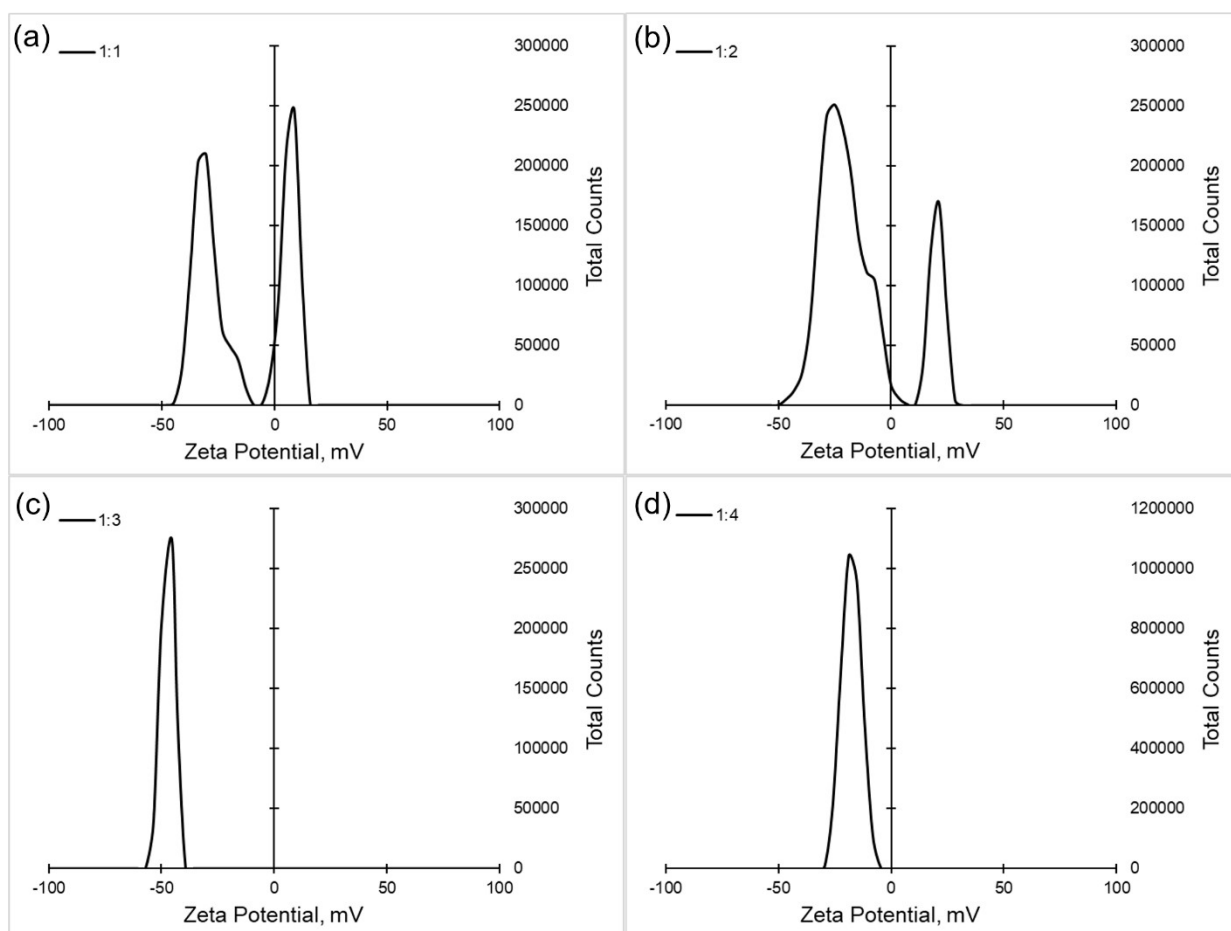 (a)
1:1
300000
250000
200000
150000
100000
50000
0
Total Counts
-100 -50 0 50 100
Zeta Potential, mV
(b)
1:2
300000
250000
200000
150000
100000
50000
0
Total Counts
-100 -50 0 50 100
Zeta Potential, mV
(c)
1:3
300000
250000
200000
150000
100000
50000
0
Total Counts
-100 -50 0 50 100
Zeta Potential, mV
(d)
1:4
1200000
1000000
800000
600000
400000
200000
0
Total Counts
-100 -50 0 50 100
Zeta Potential, mV